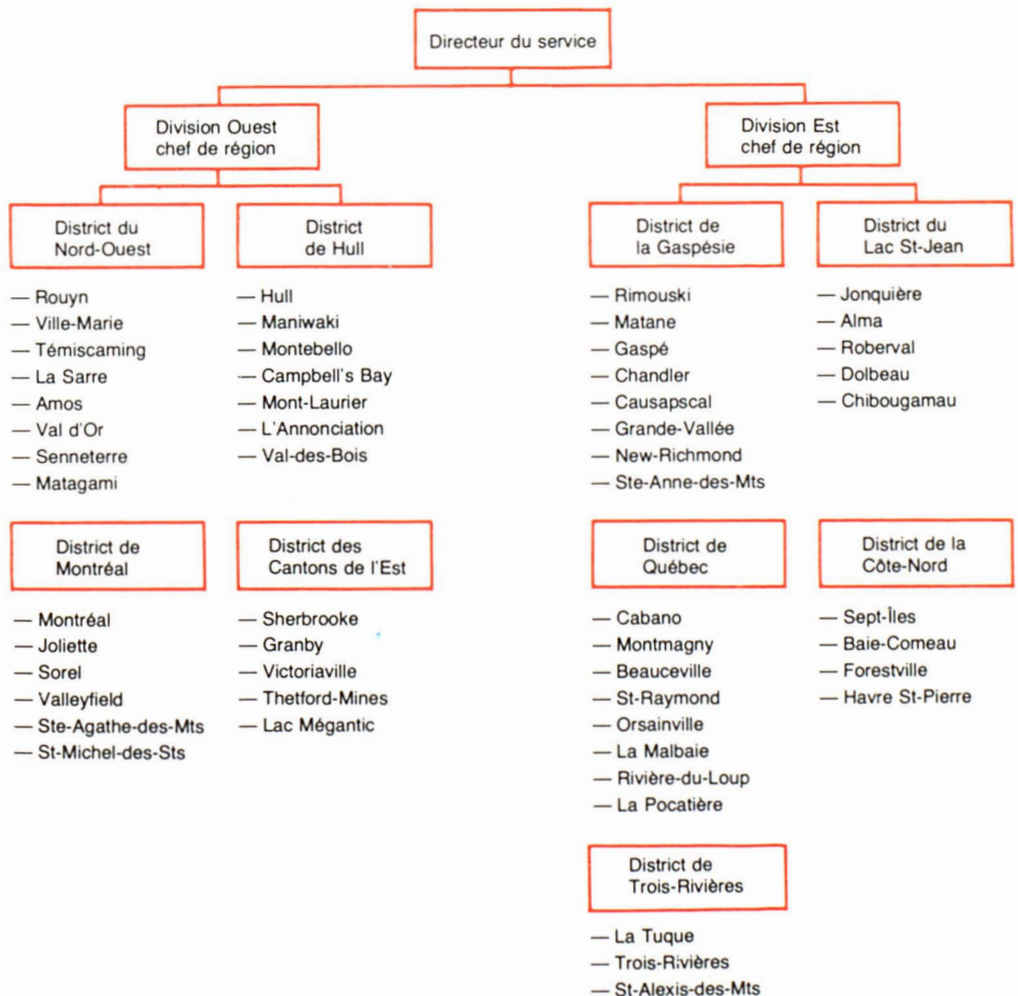 Directeur du service
Division Ouest
chef de région
Division Est
chef de région
District du
Nord-Ouest
— Rouyn
— Ville-Marie
— Témiscaming
— La Sarre
— Amos
— Val d'Or
— Senneterre
— Matagami
District
de Hull
— Hull
— Maniwaki
— Montebello
— Campbell's Bay
— Mont-Laurier
— L'Annonciation
— Val-des-Bois
District de
la Gaspésie
— Rimouski
— Matane
— Gaspé
— Chandler
— Causapscal
— Grande-Vallée
— New-Richmond
— Ste-Anne-des-Mts
District du
Lac St-Jean
— Jonquière
— Alma
— Roberval
— Dolbeau
— Chibougamau
District de
Montréal
— Montréal
— Joliette
— Sorel
— Valleyfield
— Ste-Agathe-des-Mts
— St-Michel-des-Sts
District des
Cantons de l'Est
— Sherbrooke
— Granby
— Victoriaville
— Thetford-Mines
— Lac Mégantic
District de
Québec
— Cabano
— Montmagny
— Beauceville
— St-Raymond
— Orsainville
— La Malbaie
— Rivière-du-Loup
— La Pocatière
District de la
Côte-Nord
— Sept-Îles
— Baie-Comeau
— Forestville
— Havre St-Pierre
District de
Trois-Rivières
— La Tuque
— Trois-Rivières
— St-Alexis-des-Mts